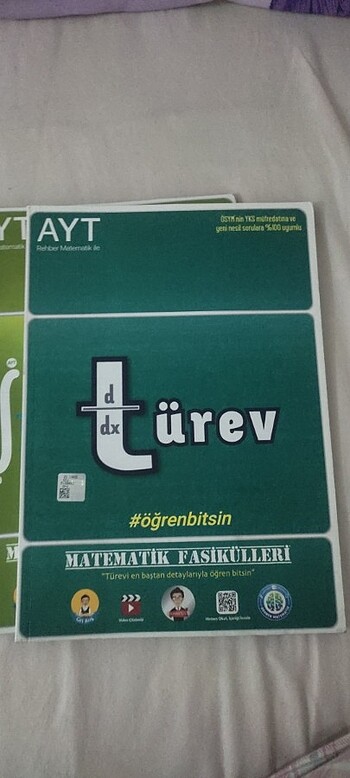 AYT
Rehber Matematik ile
ÖSYM'nin YKS müfredatına ve
yeni nesil sorulara %100 uyumlu
d
dx
türev
#öğrenbitsin
MATEMATİK FASİKÜLLERİ
"Türevi en baştan detaylarıyla öğren bitsin"
Video Çözümlü